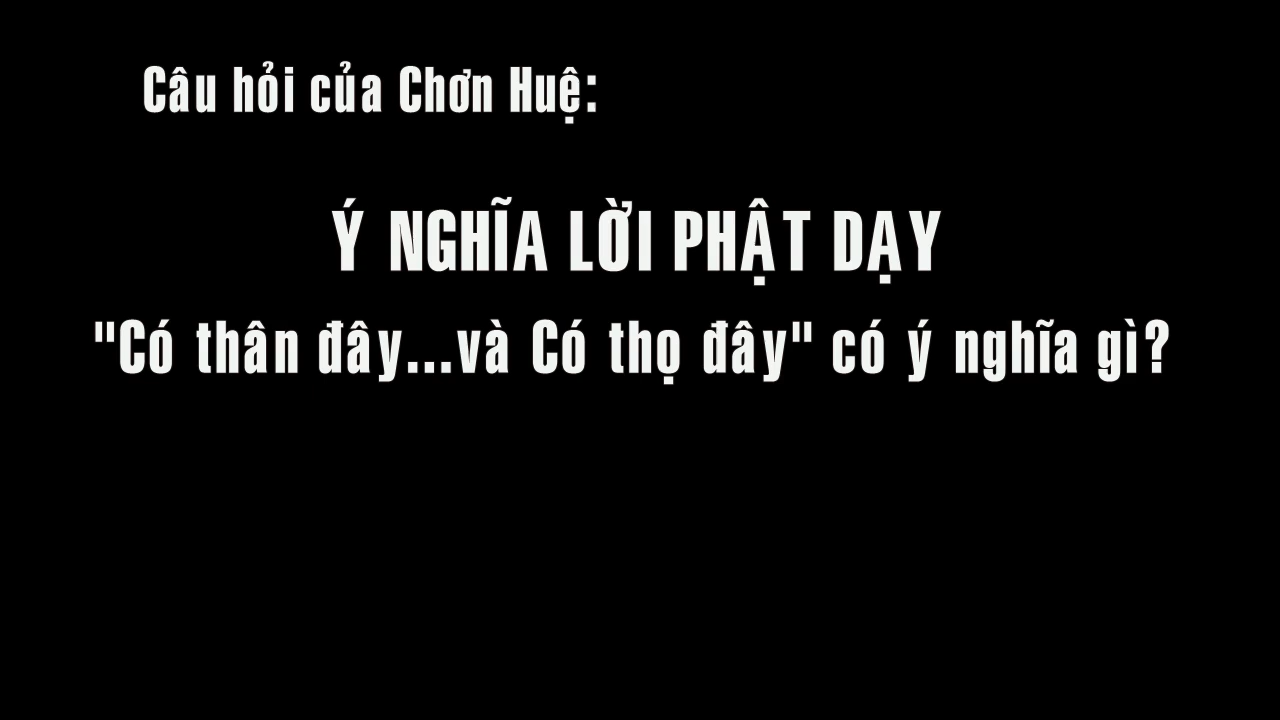 Câu hỏi của Chơn Huệ:
Ý NGHĨA LỜI PHẬT DẠY
"Có thân đây...và Có thọ đây" có ý nghĩa gì?